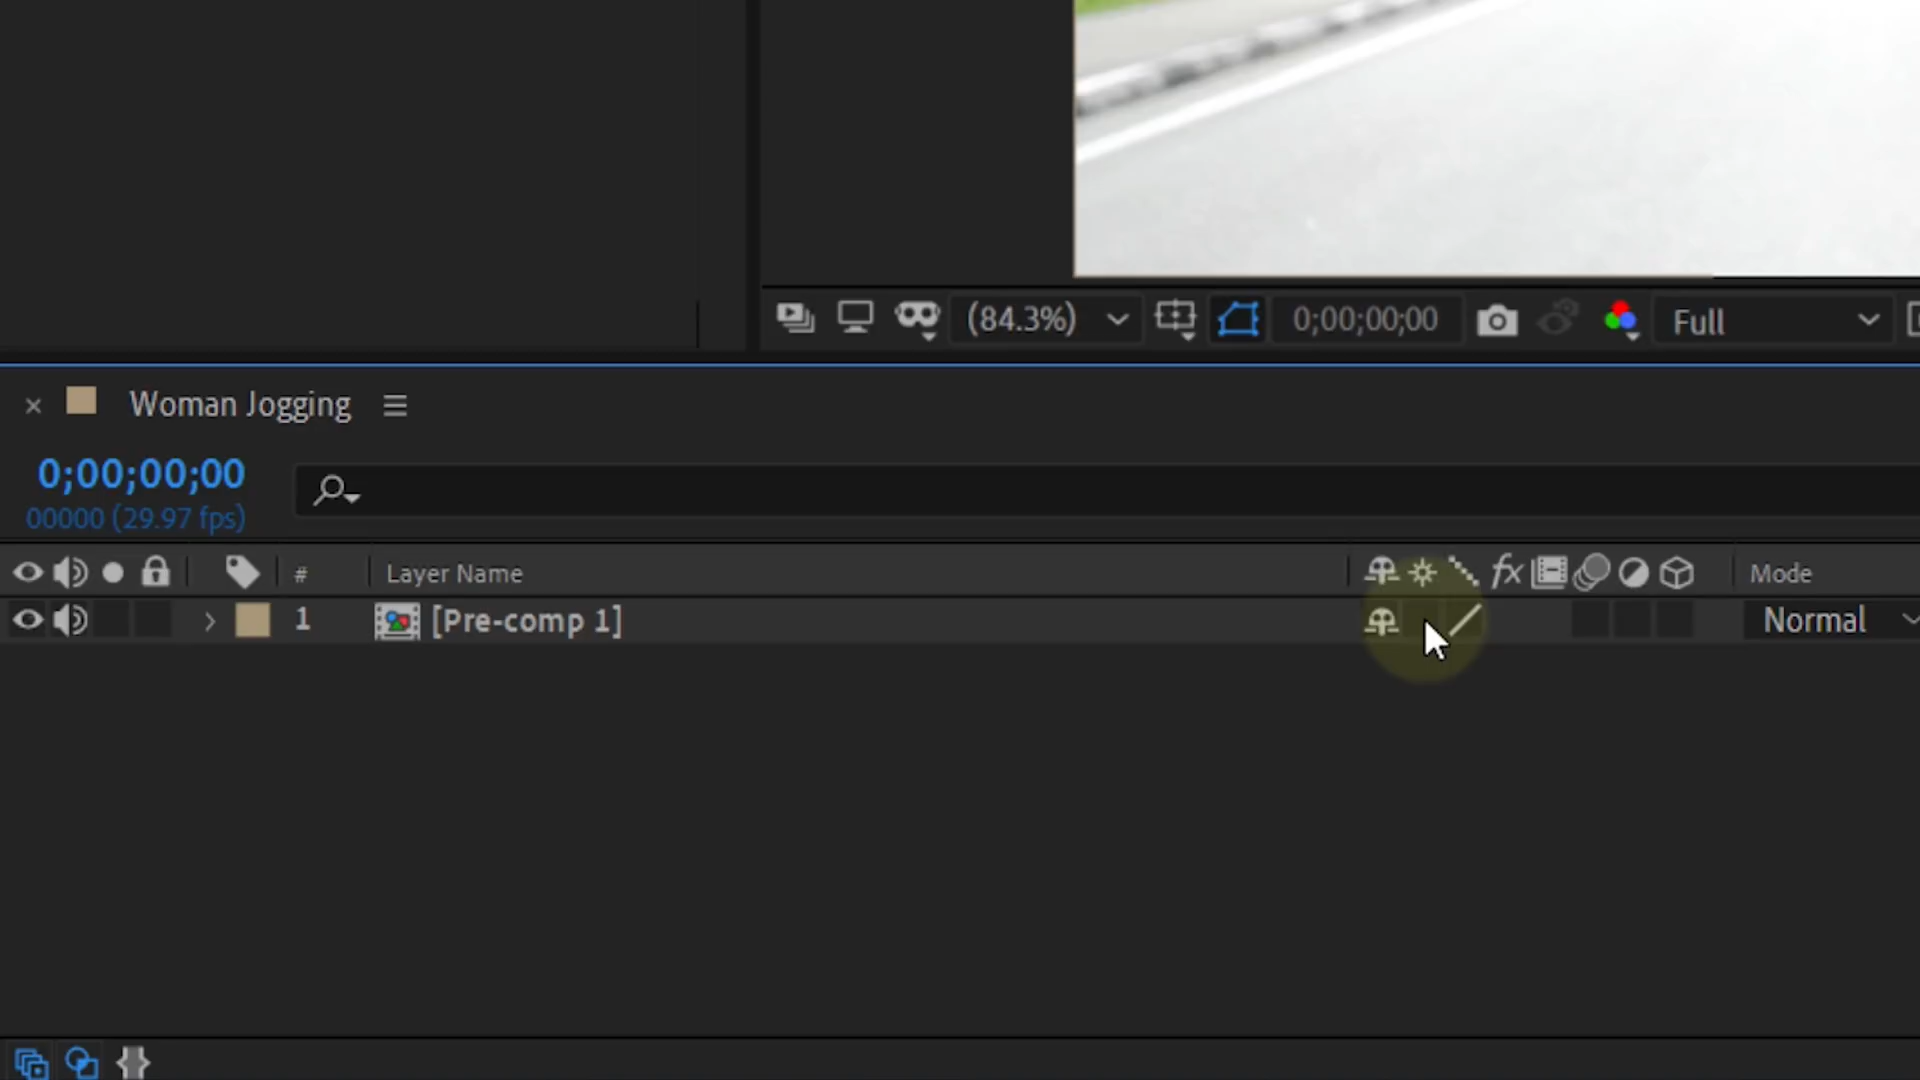 (84.3%)
0;00;00;00
Full
Woman Jogging
0;00;00;00
00000 (29.97 fps)
# Layer Name fx Mode
1 [Pre-comp 1] Normal